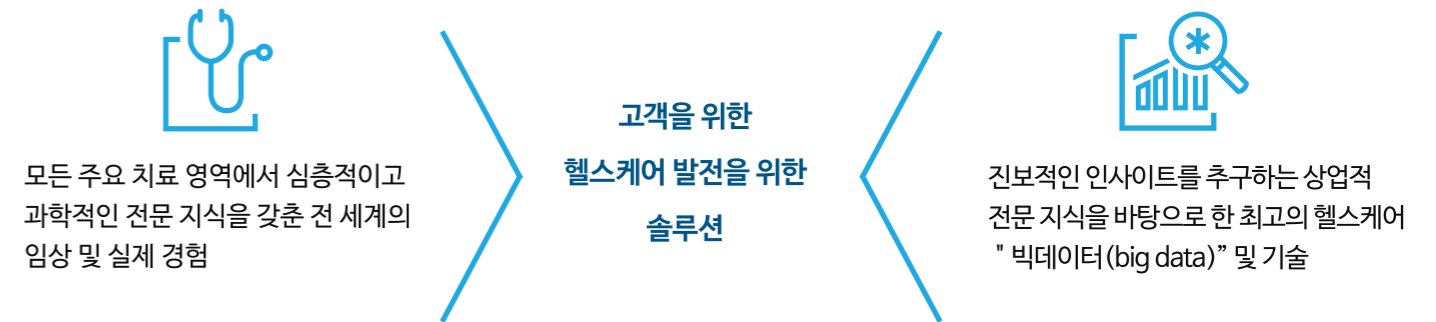 모든 주요 치료 영역에서 심층적이고
과학적인 전문 지식을 갖춘 전 세계의
임상 및 실제 경험
고객을 위한
헬스케어 발전을 위한
솔루션
진보적인 인사이트를 추구하는 상업적
전문 지식을 바탕으로 한 최고의 헬스케어
" 빅데이터(big data)” 및 기술